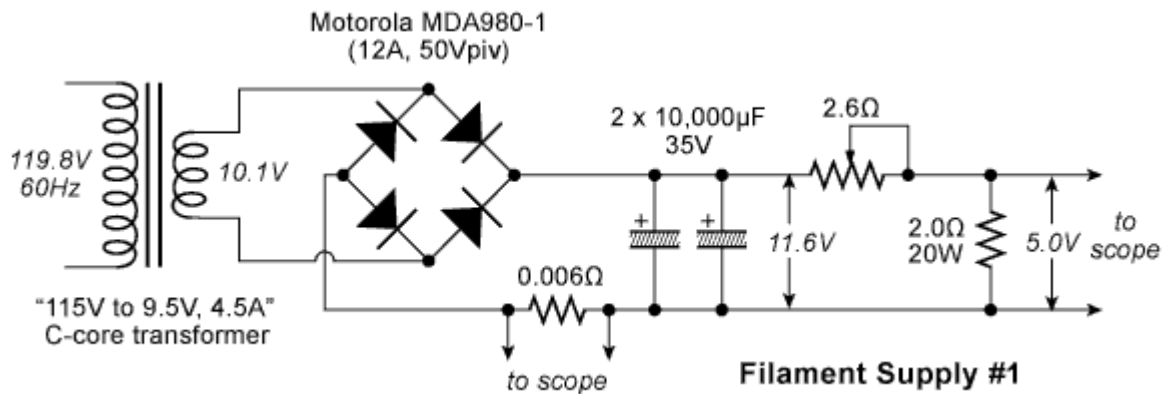 Motorola MDA980-1
(12A, 50Vpiv)
119.8V
60Hz
10.1V
"115V to 9.5V, 4.5A"
C-core transformer
0.006Ω
to scope
2 x 10,000µF
35V
+
+
11.6V
2.6Ω
2.0Ω
20W
5.0V
to
scope
Filament Supply #1